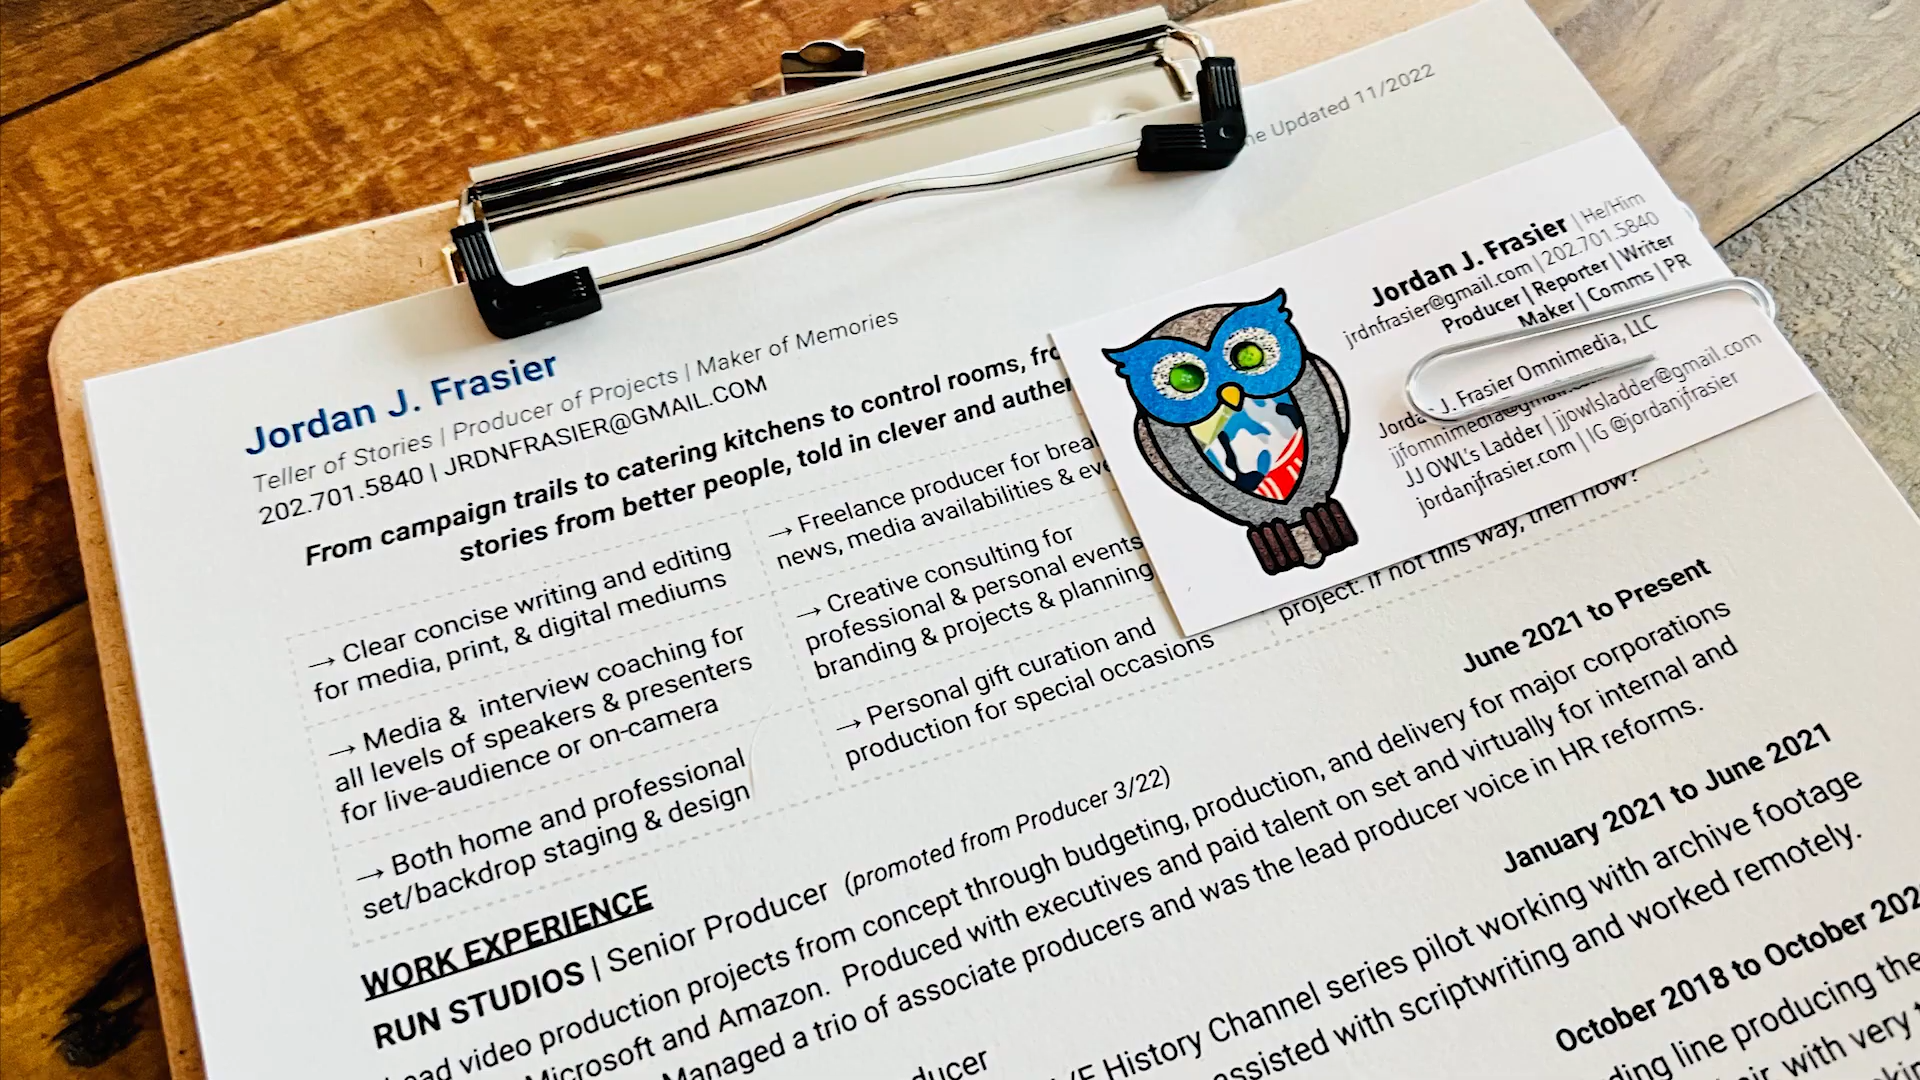 Updated 11/2022
Jordan J. Frasier
Teller of Stories | Producer of Projects | Maker of Memories
202.701.5840 | JRDNFRASIER@GMAIL.COM
From campaign trails to catering kitchens to control rooms,
stories from better people, told in clever and
→ Clear concise writing and editing
for media, print, & digital mediums
→ Media & interview coaching for
all levels of speakers & presenters
for live-audience or on-camera
→ Both home and professional
set/backdrop staging & design
→ Freelance producer for
news, media availabilities &
→ Creative consulting for
professional & personal events
branding & projects & planning
→ Personal gift curation and
production for special occasions
project: If not this way, then how?
Jordan J. Frasier | He/Him
jrdnfrasier@gmail.com | 202.701.5840
Producer | Reporter | Writer
Maker | Comms | PR
J. Frasier Omnimedia, LLC
JJ OWL's Ladder | jjowlsladder@gmail.com
jordanjfrasier.com | IG @jordanjfrasier
WORK EXPERIENCE
RUN STUDIOS | Senior Producer (promoted from Producer 3/22)
June 2021 to Present
video production projects from concept through budgeting, production, and delivery for major corporations
Microsoft and Amazon. Produced with executives and paid talent on set and virtually for internal and
Managed a trio of associate producers and was the lead producer voice in HR reforms.
January 2021 to June 2021
History Channel series pilot working with archive footage
assisted with scriptwriting and worked remotely.
October 2018 to October
line producing the
with very